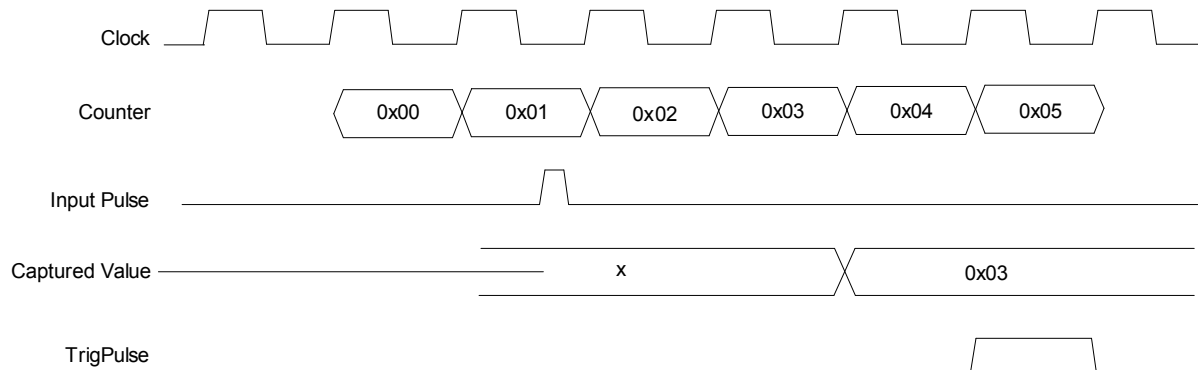 Clock
Counter 0x00 0x01 0x02 0x03 0x04 0x05
Input Pulse
Captured Value x 0x03
TrigPulse